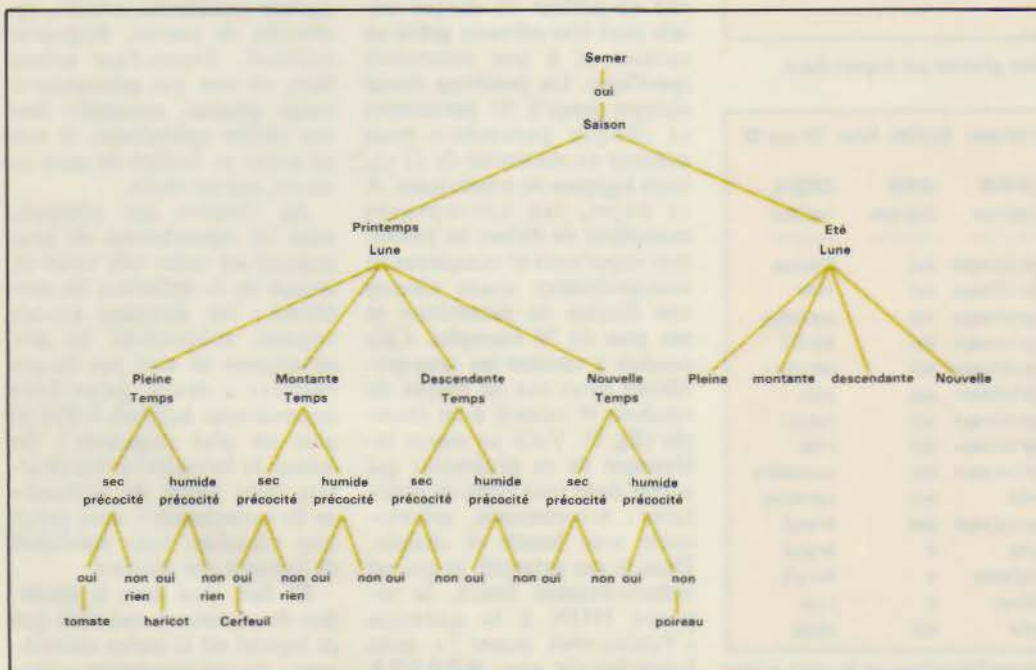 Semer
oui
Saison
Printemps Eté
Lune Lune
Pleine Montante Descendante Nouvelle Pleine montante descendante Nouvelle
Temps Temps Temps Temps
sec humide sec humide sec humide sec humide
précocité précocité précocité précocité précocité précocité précocité précocité
oui non oui non oui non oui non oui non oui non oui non oui non
rien rien rien
tomate haricot Cerfeuil poireau